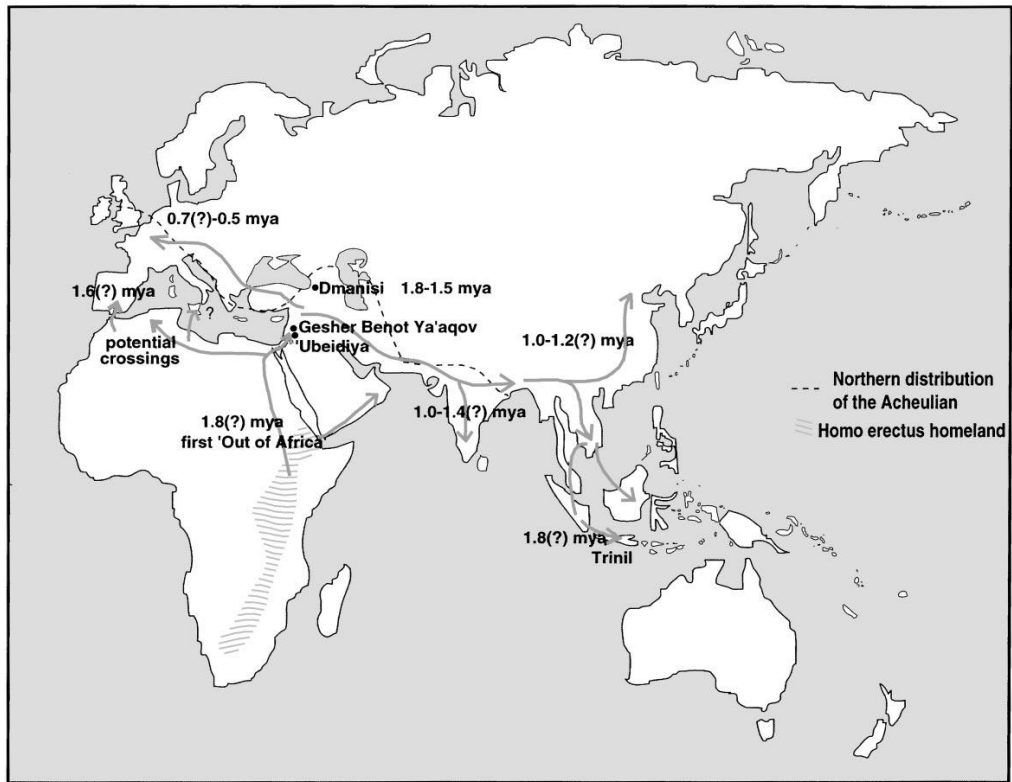 0.7(?)-0.5 mya
1.6(?) mya
?
Dmanisi
1.8-1.5 mya
Gesher Benot Ya'aqov
'Ubeidiya
potential
crossings
1.0-1.2(?) mya
1.0-1.4(?) mya
1.8(?) mya
first 'Out of Africa'
Northern distribution
of the Acheulian
Homo erectus homeland
1.8(?) mya
Trinil